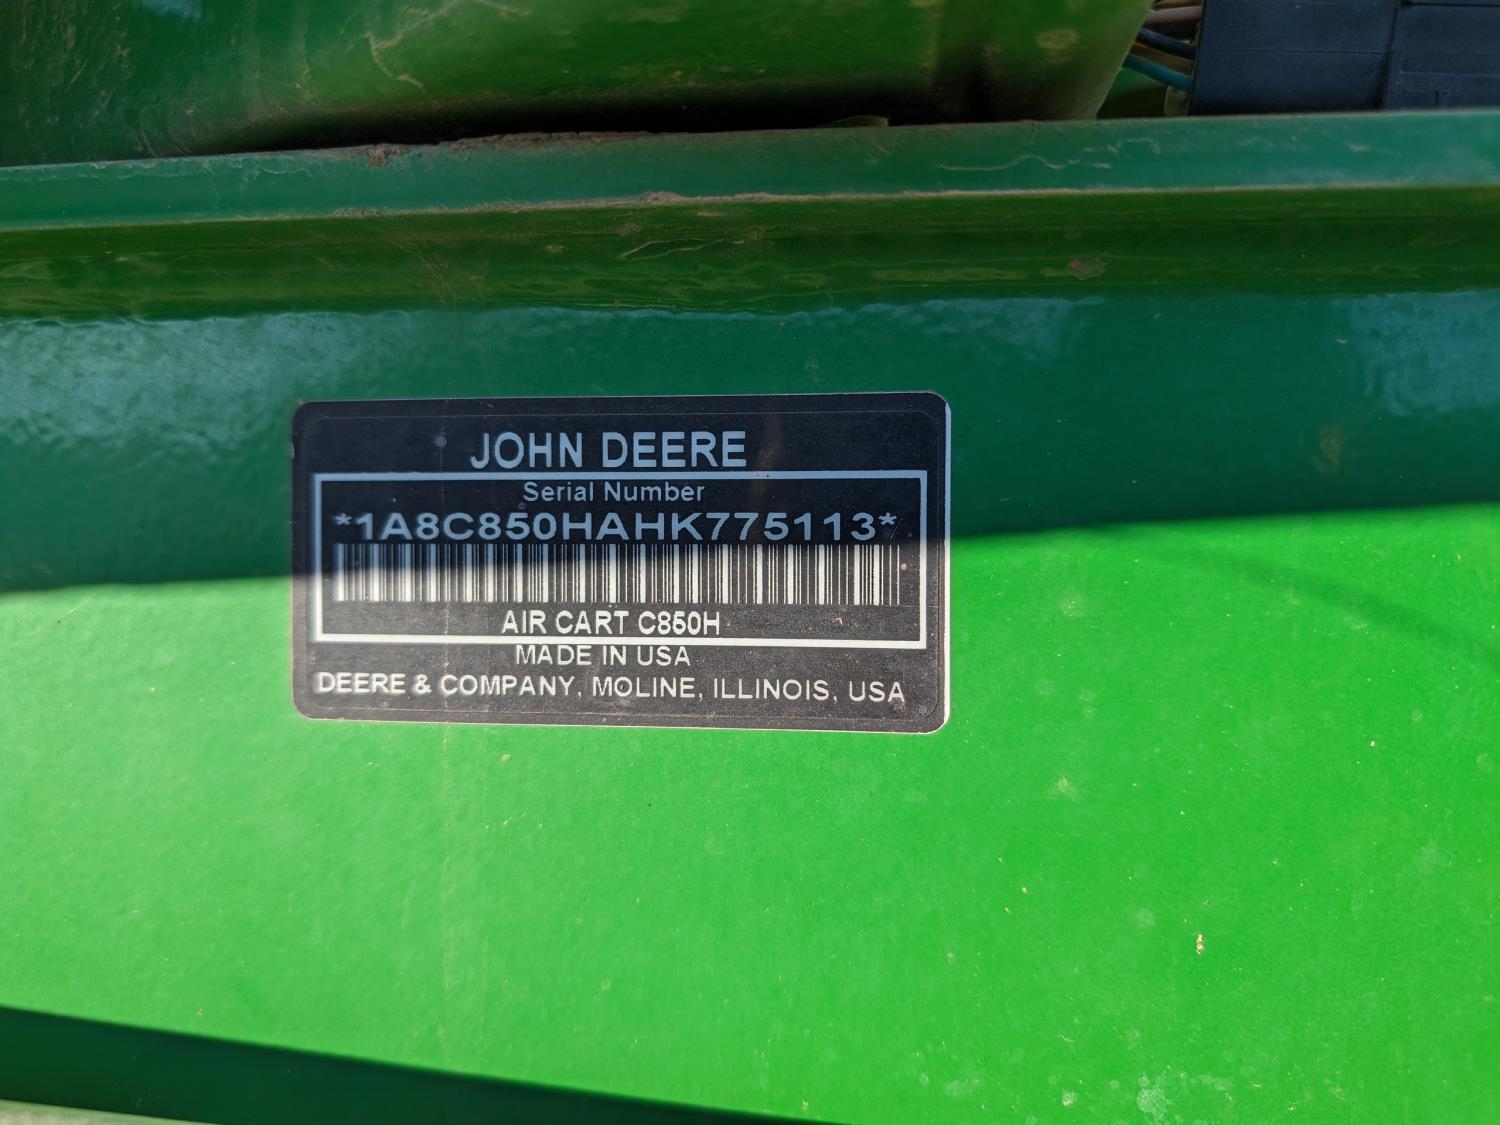 JOHN DEERE
Serial Number
*1A8C850HAHK775113*
AIR CART C850H
MADE IN USA
DEERE & COMPANY, MOLINE, ILLINOIS, USA